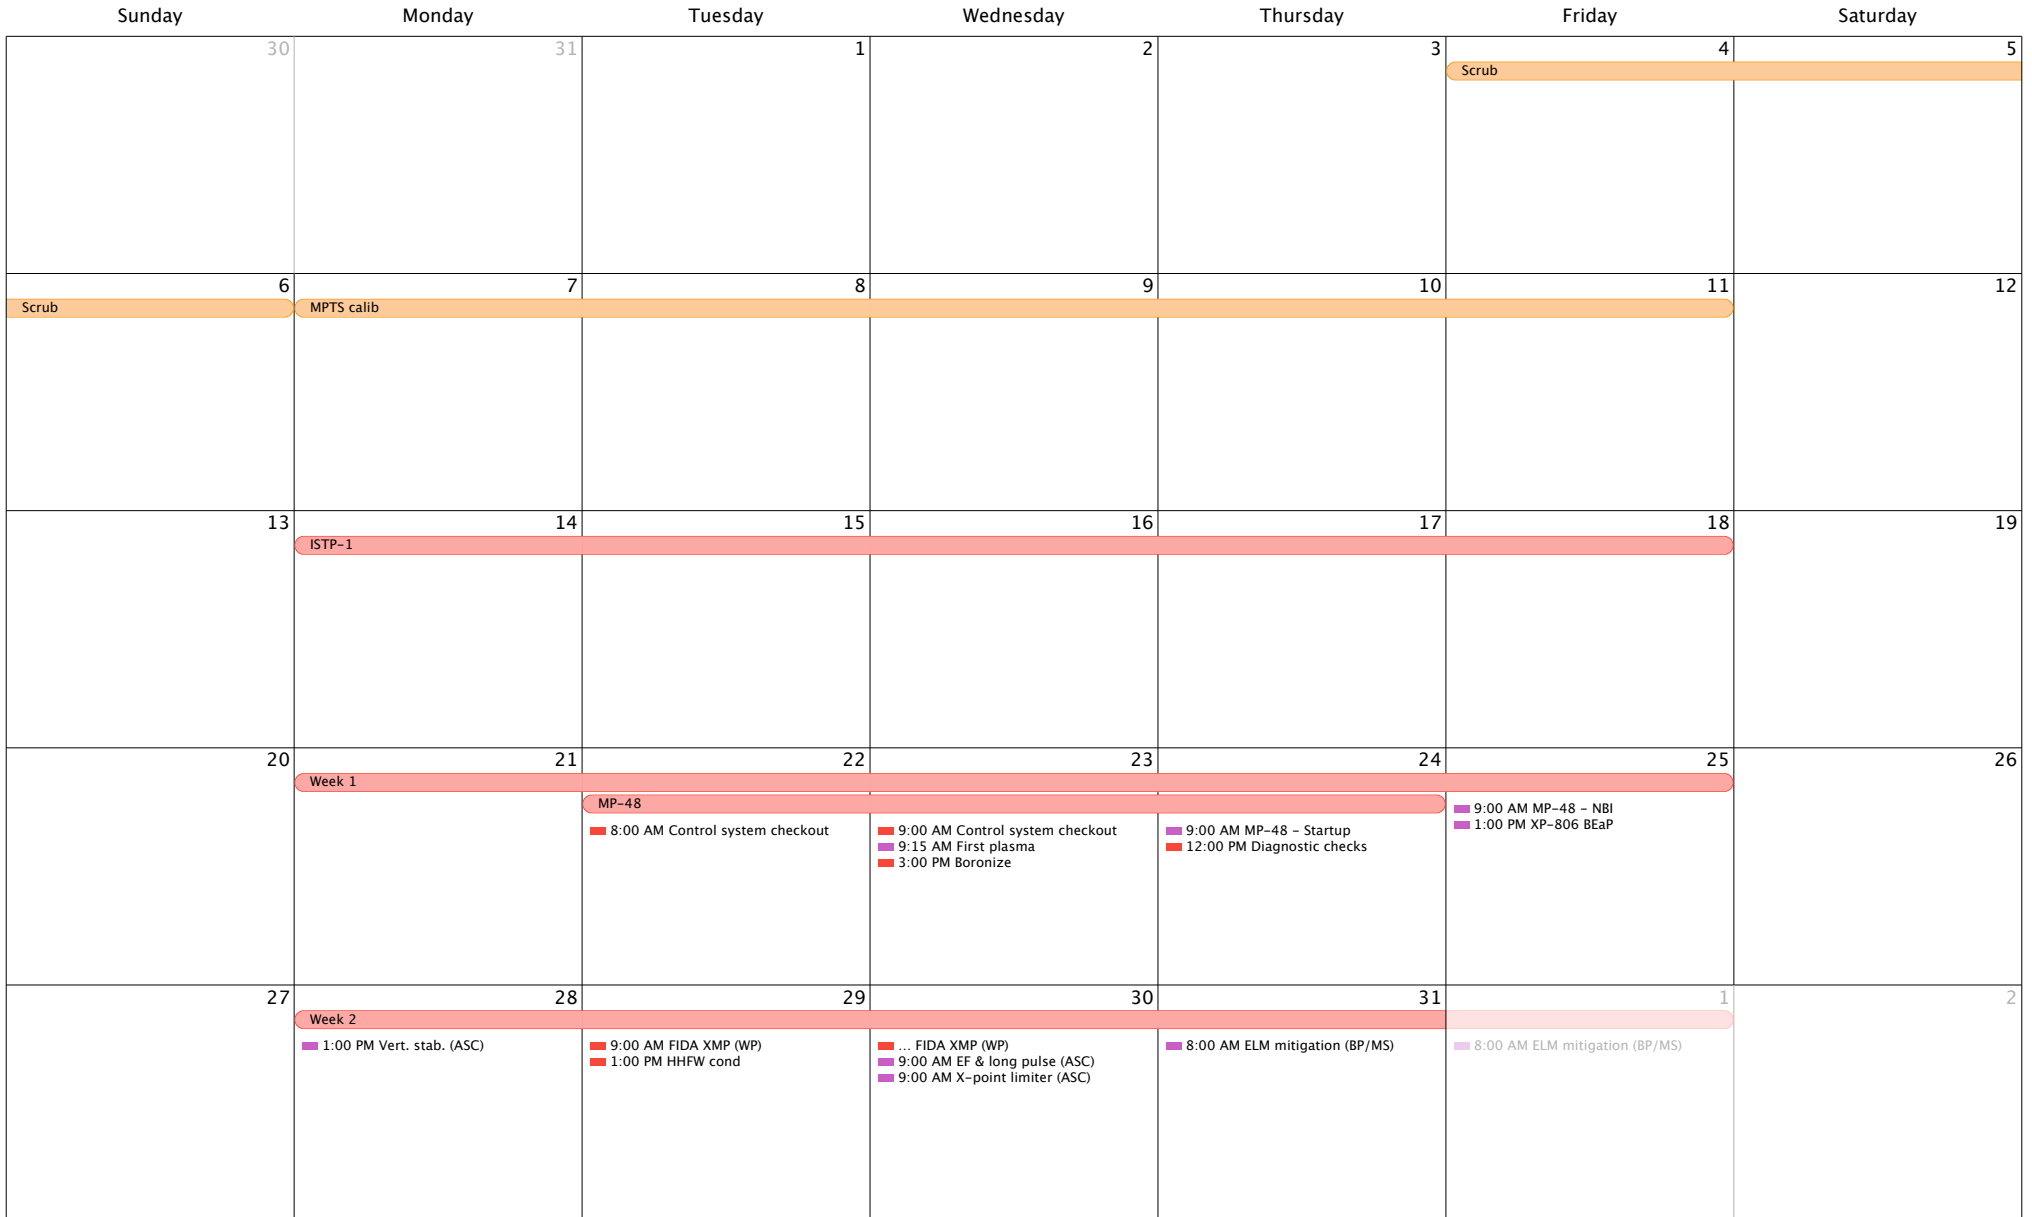 Sunday Monday Tuesday Wednesday Thursday Friday Saturday
30 31 1 2 3 4 5
Scrub
6 7 8 9 10 11 12
Scrub MPTS calib
13 14 15 16 17 18 19
ISTP-1
20 21 22 23 24 25 26
Week 1
MP-48
8:00 AM Control system checkout
9:00 AM Control system checkout
9:15 AM First plasma
3:00 PM Boronize
9:00 AM MP-48 - Startup
12:00 PM Diagnostic checks
9:00 AM MP-48 - NBI
1:00 PM XP-806 BEaP
27 28 29 30 31 1 2
Week 2
1:00 PM Vert. stab. (ASC)
9:00 AM FIDA XMP (WP)
1:00 PM HHFW cond
... FIDA XMP (WP)
9:00 AM EF & long pulse (ASC)
9:00 AM X-point limiter (ASC)
8:00 AM ELM mitigation (BP/MS)
8:00 AM ELM mitigation (BP/MS)